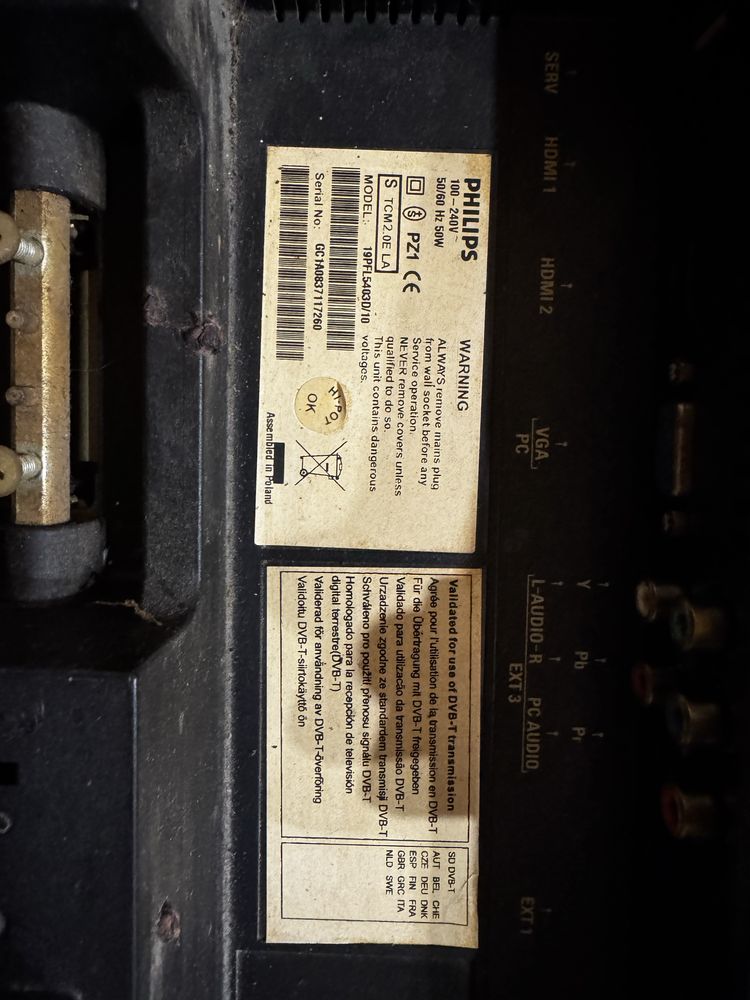 SERV
HDMI 1
HDMI 2
VGA
PC
Y Pb Pr
L-AUDIO-R PC AUDIO
EXT 3
EXT 1
PHILIPS
100-240V~
50/60 Hz 50W
PZ1 CE
S TCM2.0E LA
MODEL: 19PFL5403D/10
Serial No: GC1A0837117260
WARNING
ALWAYS remove mains plug
from wall socket before any
Service operation.
NEVER remove covers unless
qualified to do so.
This unit contains dangerous
voltages.
HI-POT
OK
Assembled in Poland
Validated for use of DVB-T transmission
Agrée pour l'utilisation de la transmission en DVB-T
Für die Übertragung mit DVB-T freigegeben
Validado para utilização da transmissão DVB-T
Urzadzenie zgodne ze standardem transmisji DVB-T
Schváleno pro použití přenosu signálu DVB-T
Homologado para la recepción de televisión
digital terrestre(DVB-T)
Validerad för användning av DVB-T-överföring
Validoitu DVB-T-siirtokäyttö ön
SD DVB-T
AUT BEL CHE
CZE DEU DNK
ESP FIN FRA
GBR GRC ITA
NLD SWE